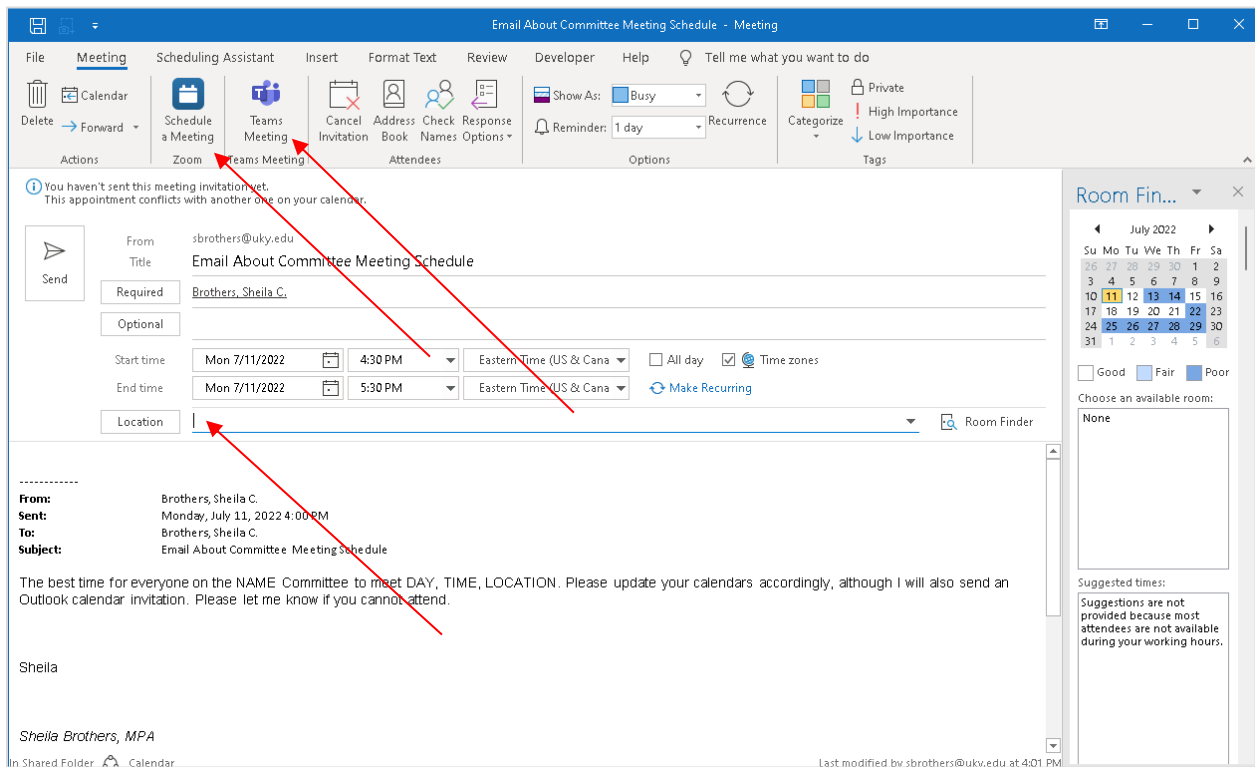 Email About Committee Meeting Schedule - Meeting
File Meeting Scheduling Assistant Insert Format Text Review Developer Help Tell me what you want to do
Delete
Calendar
Forward
Actions
Schedule a Meeting
Zoom
Teams Meeting
Teams Meeting
Cancel Invitation
Address Book
Check Names
Response Options
Attendees
Show As: Busy
Reminder: 1 day
Recurrence
Options
Categorize
Private
High Importance
Low Importance
Tags
You haven't sent this meeting invitation yet.
This appointment conflicts with another one on your calendar.
Send
From sbrothers@uky.edu
Title Email About Committee Meeting Schedule
Required Brothers, Sheila C.
Optional
Start time Mon 7/11/2022 4:30 PM Eastern Time (US & Cana All day Time zones
End time Mon 7/11/2022 5:30 PM Eastern Time (US & Cana Make Recurring
Location Room Finder
------------
From: Brothers, Sheila C.
Sent: Monday, July 11, 2022 4:00 PM
To: Brothers, Sheila C.
Subject: Email About Committee Meeting Schedule
The best time for everyone on the NAME Committee to meet DAY, TIME, LOCATION. Please update your calendars accordingly, although I will also send an
Outlook calendar invitation. Please let me know if you cannot attend.
Sheila
Sheila Brothers, MPA
In Shared Folder Calendar Last modified by sbrothers@uky.edu at 4:01 PM
Room Fin...
July 2022
Su Mo Tu We Th Fr Sa
26 27 28 29 30 1 2
3 4 5 6 7 8 9
10 11 12 13 14 15 16
17 18 19 20 21 22 23
24 25 26 27 28 29 30
31 1 2 3 4 5 6
Good Fair Poor
Choose an available room:
None
Suggested times:
Suggestions are not
provided because most
attendees are not available
during your working hours.